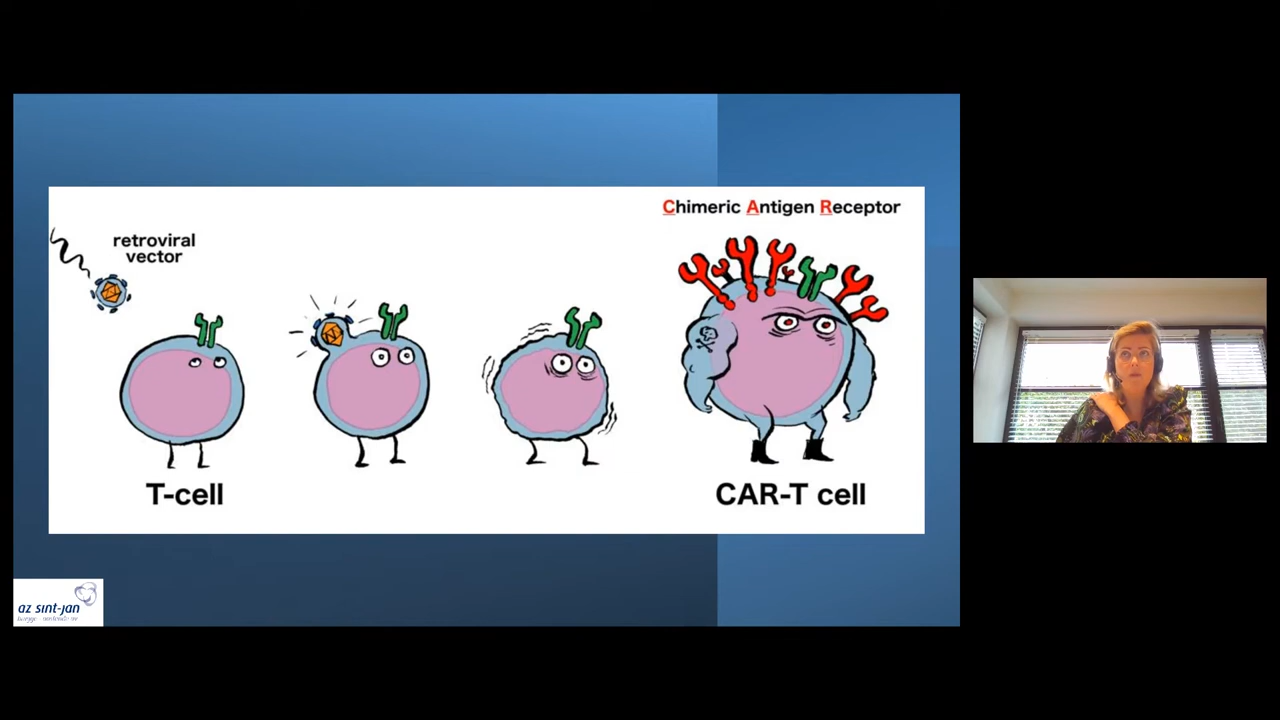 Chimeric Antigen Receptor
retroviral
vector
T-cell
CAR-T cell
az sint-jan